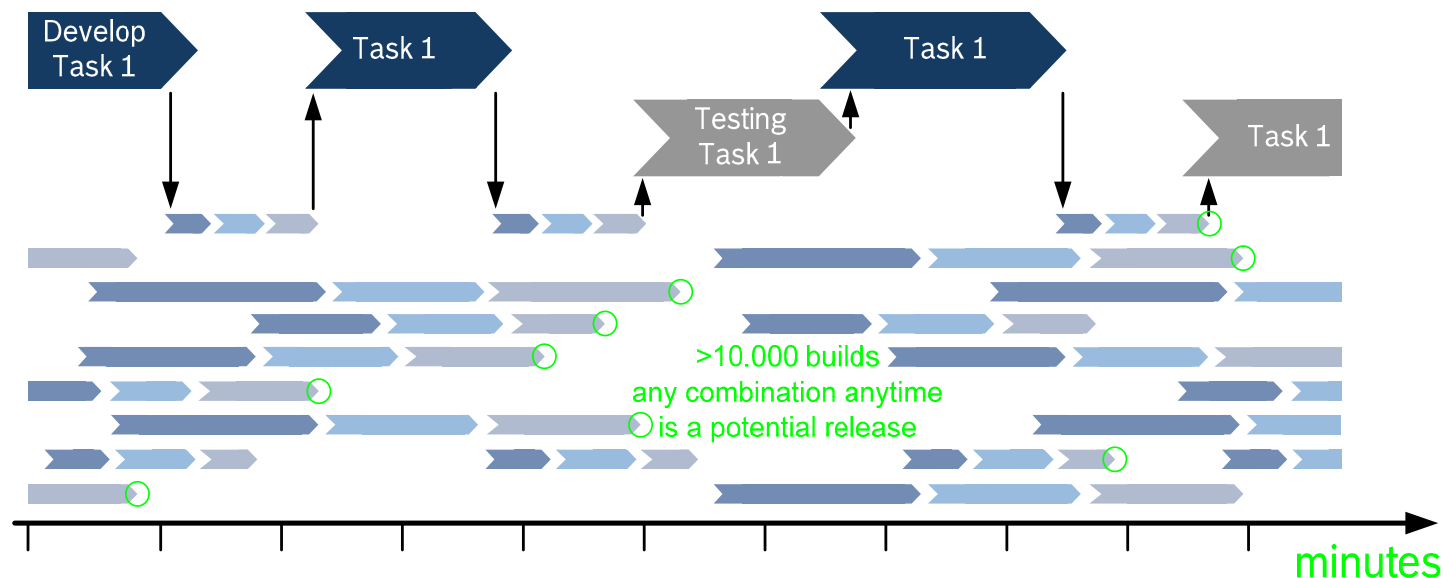 Develop
Task 1
Task 1
Testing
Task 1
Task 1
Task 1
>10.000 builds
any combination anytime
is a potential release
minutes